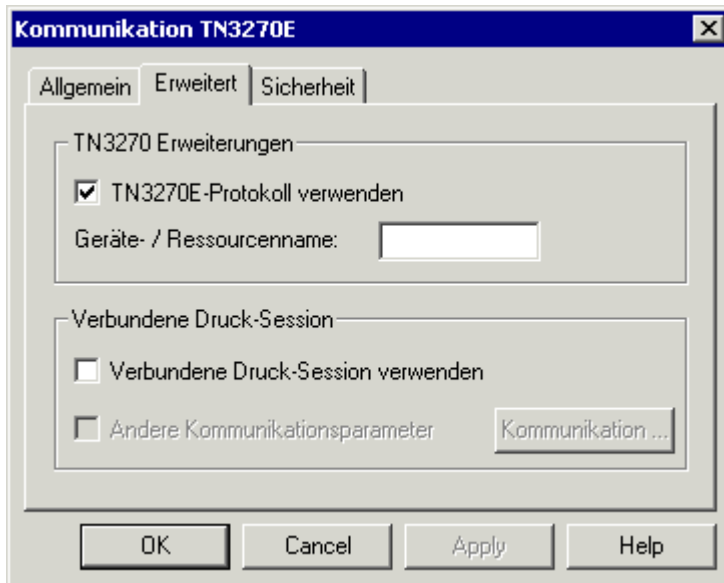 Kommunikation TN3270E
Allgemein Erweitert Sicherheit
TN3270 Erweiterungen
TN3270E-Protokoll verwenden
Geräte- / Ressourcenname:
Verbundene Druck-Session
Verbundene Druck-Session verwenden
Andere Kommunikationsparameter Kommunikation ...
OK Cancel Apply Help